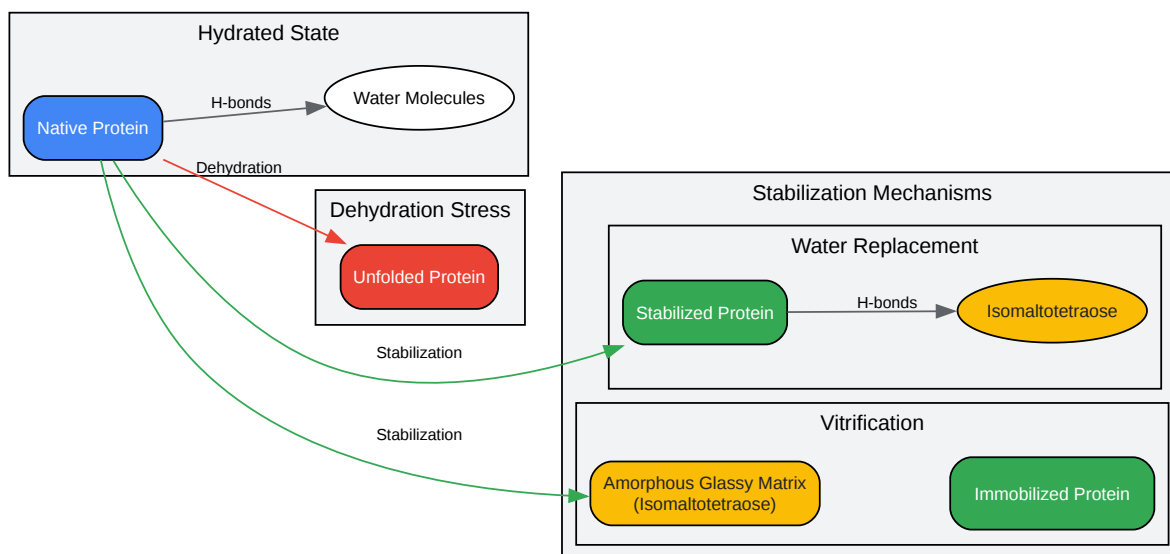 Hydrated State
Native Protein
H-bonds
Water Molecules
Dehydration
Dehydration Stress
Unfolded Protein
Stabilization Mechanisms
Water Replacement
Stabilized Protein
H-bonds
Isomaltotetraose
Stabilization
Stabilization
Vitrification
Amorphous Glassy Matrix
(Isomaltotetraose)
Immobilized Protein